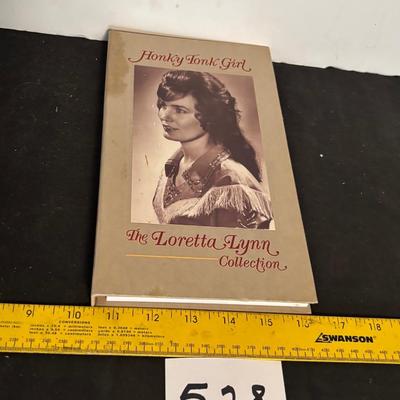 Honky Tonk Girl
The Loretta Lynn
Collection
9 10 11 12 13 14 15 16 17 18
CONVERSIONS
SWANSON
528